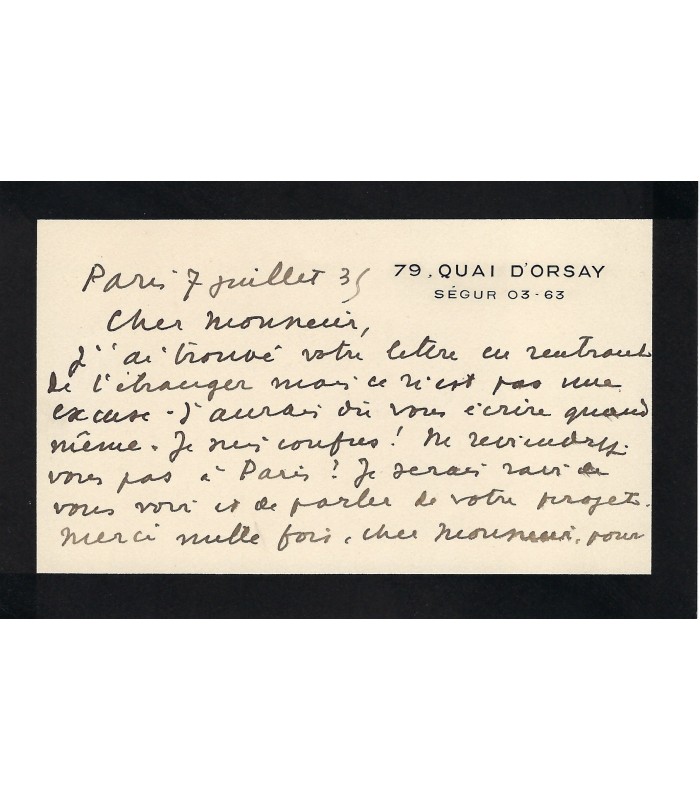 79, QUAI D'ORSAY
SÉGUR 03-63
Paris 7 juillet 35
Cher Monsieur,
J'ai trouvé votre lettre en rentrant
de l'étranger mais ce n'est pas une
excuse - J'aurais dû vous écrire quand
même. Je suis confus! Ne reviendrez
vous pas à Paris? Je serais ravi de
vous voir et de parler de votre projet.
Merci mille fois, cher Monsieur, pour